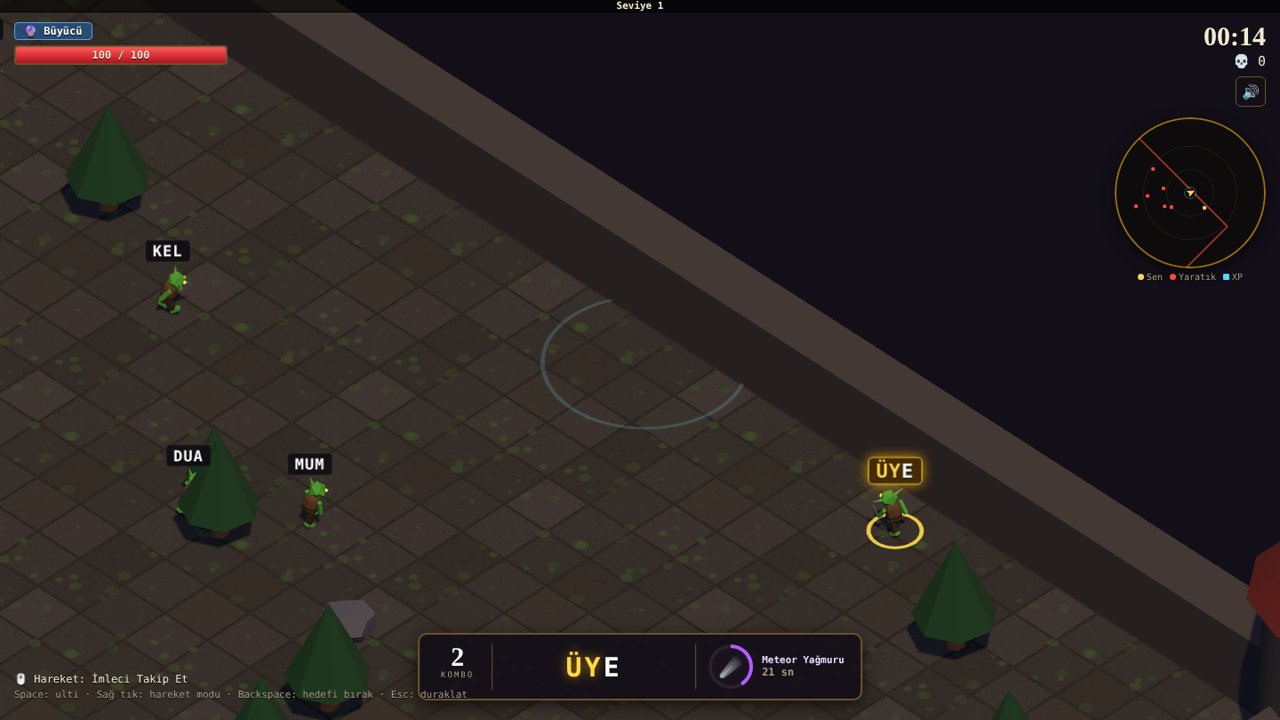 Seviye 1
Büyücü
100 / 100
00:14
0
Sen Yaratık XP
KEL
DUA
MUM
ÜYE
2
KOMBO
ÜYE
Meteor Yağmuru
21 sn
Hareket: İmleci Takip Et
Space: ulti · Sağ tık: hareket modu · Backspace: hedefi bırak · Esc: duraklat